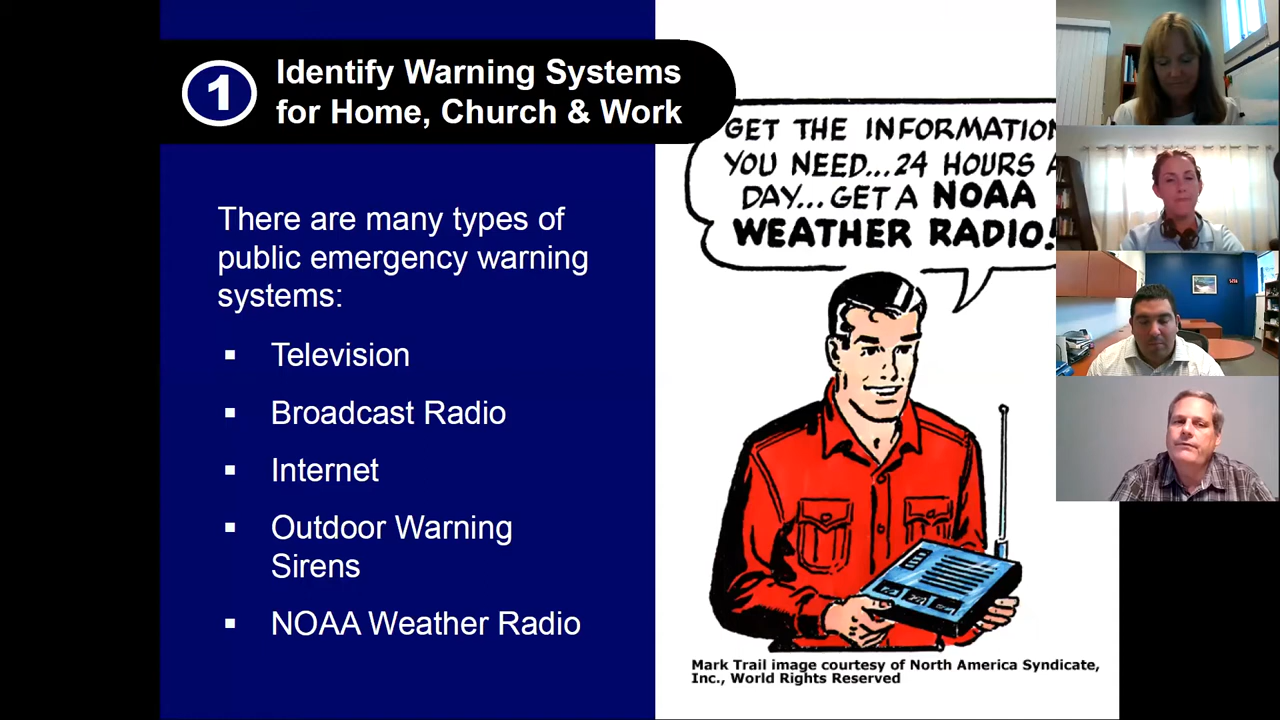 1
Identify Warning Systems
for Home, Church & Work
There are many types of
public emergency warning
systems:
▪ Television
▪ Broadcast Radio
▪ Internet
▪ Outdoor Warning
Sirens
▪ NOAA Weather Radio
GET THE INFORMATION
YOU NEED...24 HOURS A
DAY...GET A NOAA
WEATHER RADIO!
Mark Trail image courtesy of North America Syndicate,
Inc., World Rights Reserved